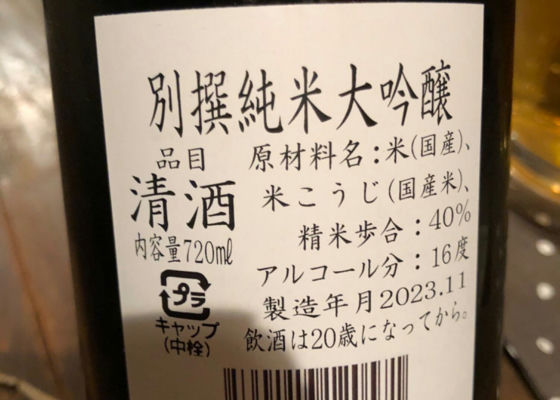 別撰純米大吟醸
品目
清酒
内容量720ml
プラ
キャップ
(中栓)
原材料名:米(国産)、
米こうじ(国産米)、
精米歩合:40%
アルコール分:16度
製造年月2023.11
飲酒は20歳になってから。